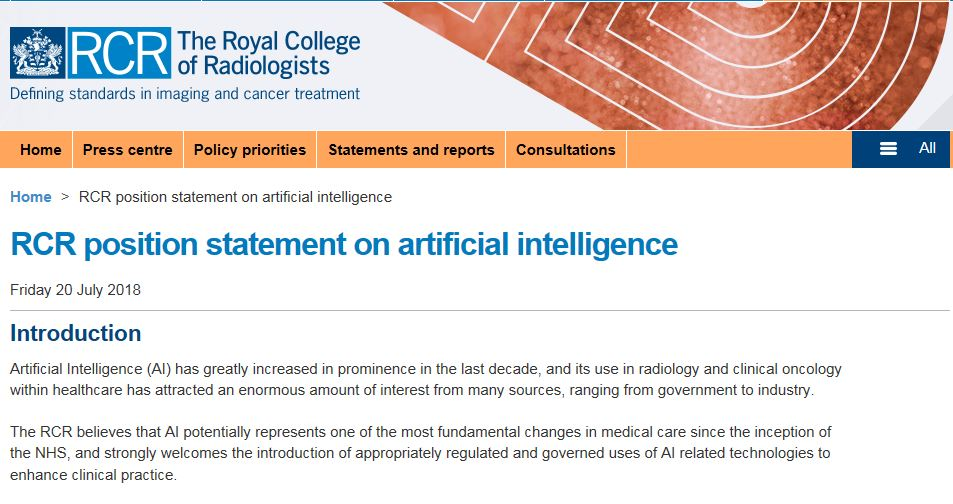 RCR The Royal College
of Radiologists
Defining standards in imaging and cancer treatment
Home Press centre Policy priorities Statements and reports Consultations All
Home > RCR position statement on artificial intelligence
RCR position statement on artificial intelligence
Friday 20 July 2018
Introduction
Artificial Intelligence (AI) has greatly increased in prominence in the last decade, and its use in radiology and clinical oncology
within healthcare has attracted an enormous amount of interest from many sources, ranging from government to industry.
The RCR believes that AI potentially represents one of the most fundamental changes in medical care since the inception of
the NHS, and strongly welcomes the introduction of appropriately regulated and governed uses of AI related technologies to
enhance clinical practice.